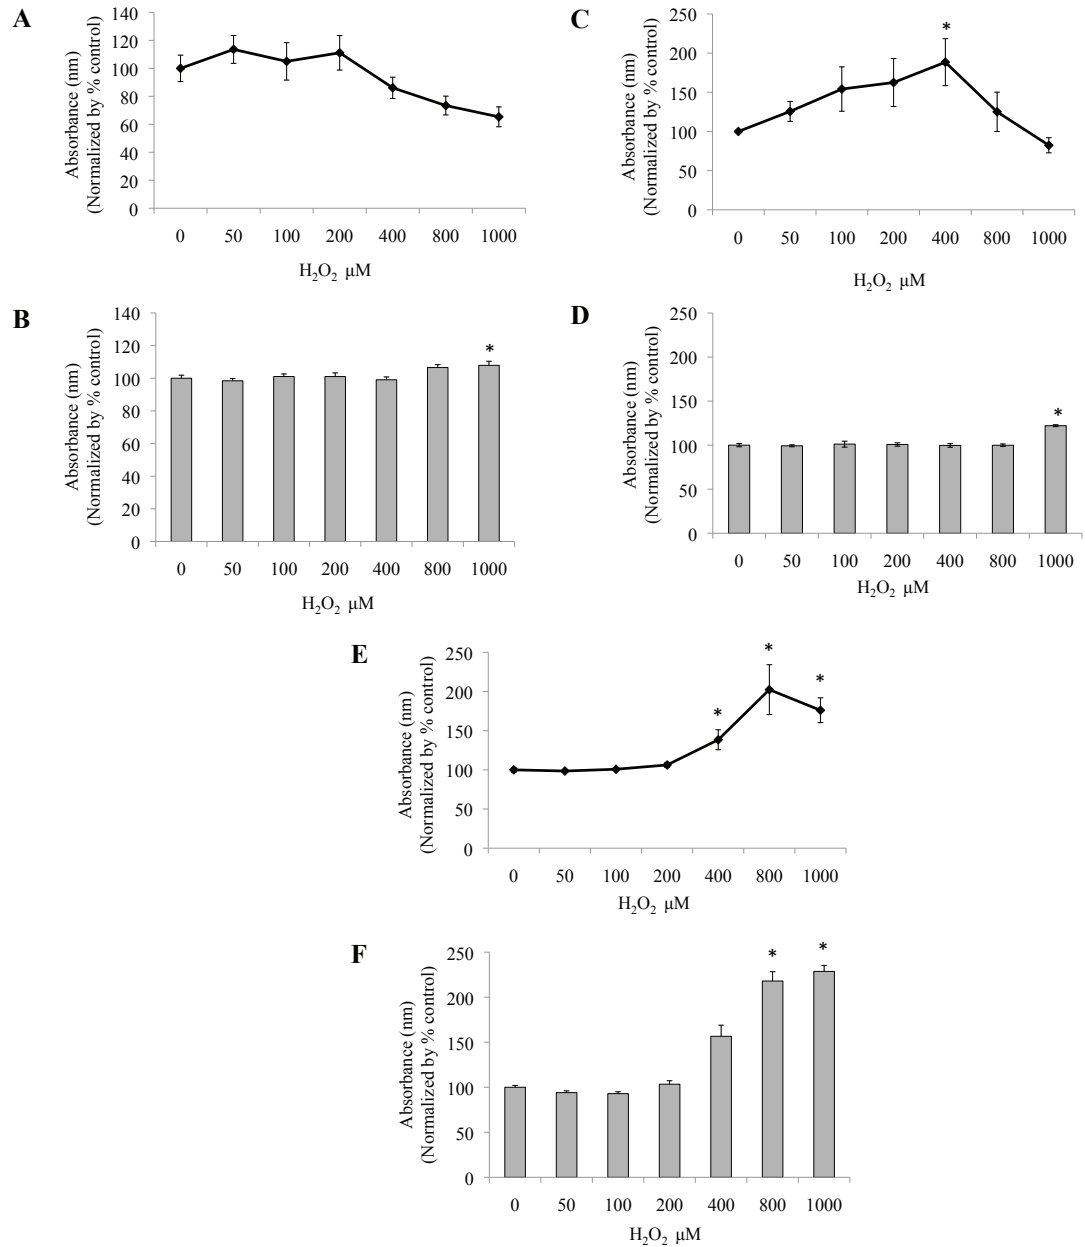 A
Absorbance (nm)
(Normalized by % control)
140
120
100
80
60
40
20
0
0 50 100 200 400 800 1000
H₂O₂ μM
C
Absorbance (nm)
(Normalized by % control)
250
200
150
100
50
0
*
0 50 100 200 400 800 1000
H₂O₂ μM
B
Absorbance (nm)
(Normalized by % control)
140
120
100
80
60
40
20
0
*
0 50 100 200 400 800 1000
H₂O₂ μM
D
Absorbance (nm)
(Normalized by % control)
250
200
150
100
50
0
*
0 50 100 200 400 800 1000
H₂O₂ μM
E
Absorbance (nm)
(Normalized by % control)
250
200
150
100
50
0
* * *
0 50 100 200 400 800 1000
H₂O₂ μM
F
Absorbance (nm)
(Normalized by % control)
250
200
150
100
50
0
* *
0 50 100 200 400 800 1000
H₂O₂ μM